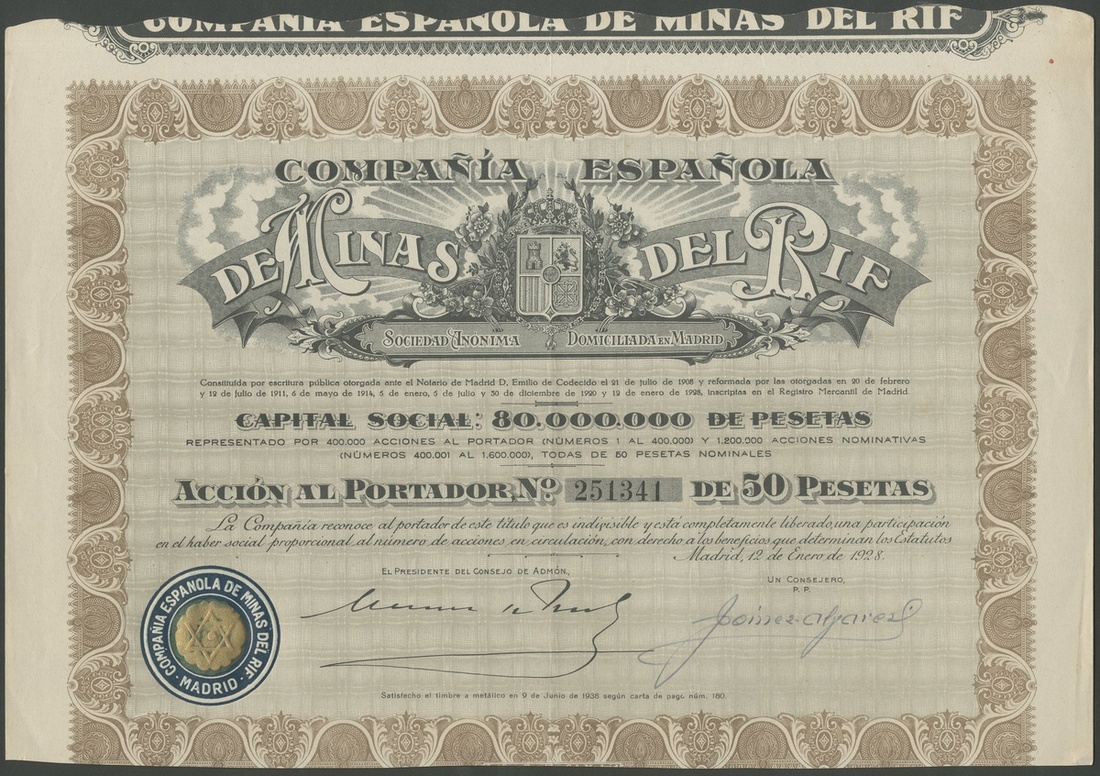 COMPAÑÍA ESPAÑOLA DE MINAS DEL RIF
COMPAÑÍA ESPAÑOLA
DE MINAS DEL RIF
SOCIEDAD ANÓNIMA DOMICILIADA EN MADRID
Constituída por escritura pública otorgada ante el Notario de Madrid D. Emilio de Codecido el 21 de julio de 1908 y reformada por las otorgadas en 20 de febrero
y 12 de julio de 1911, 6 de mayo de 1914, 5 de enero, 5 de julio y 30 de diciembre de 1920 y 12 de enero de 1928, inscriptas en el Registro Mercantil de Madrid.
CAPITAL SOCIAL: 80.000.000 DE PESETAS
REPRESENTADO POR 400.000 ACCIONES AL PORTADOR (NÚMEROS 1 AL 400.000) Y 1.200.000 ACCIONES NOMINATIVAS
(NÚMEROS 400.001 AL 1.600.000), TODAS DE 50 PESETAS NOMINALES
ACCIÓN AL PORTADOR, Nº 251341 DE 50 PESETAS
La Compañía reconoce al portador de este título que es indivisible y está completamente liberado, una participación
en el haber social proporcional al número de acciones en circulación, con derecho a los beneficios que determinan los Estatutos
Madrid, 12 de Enero de 1928.
EL PRESIDENTE DEL CONSEJO DE ADMÓN.,
UN CONSEJERO,
P. P.
COMPAÑÍA ESPAÑOLA DE MINAS DEL RIF·
·MADRID·
Satisfecho el timbre a metálico en 9 de Junio de 1938 según carta de pago núm. 180.